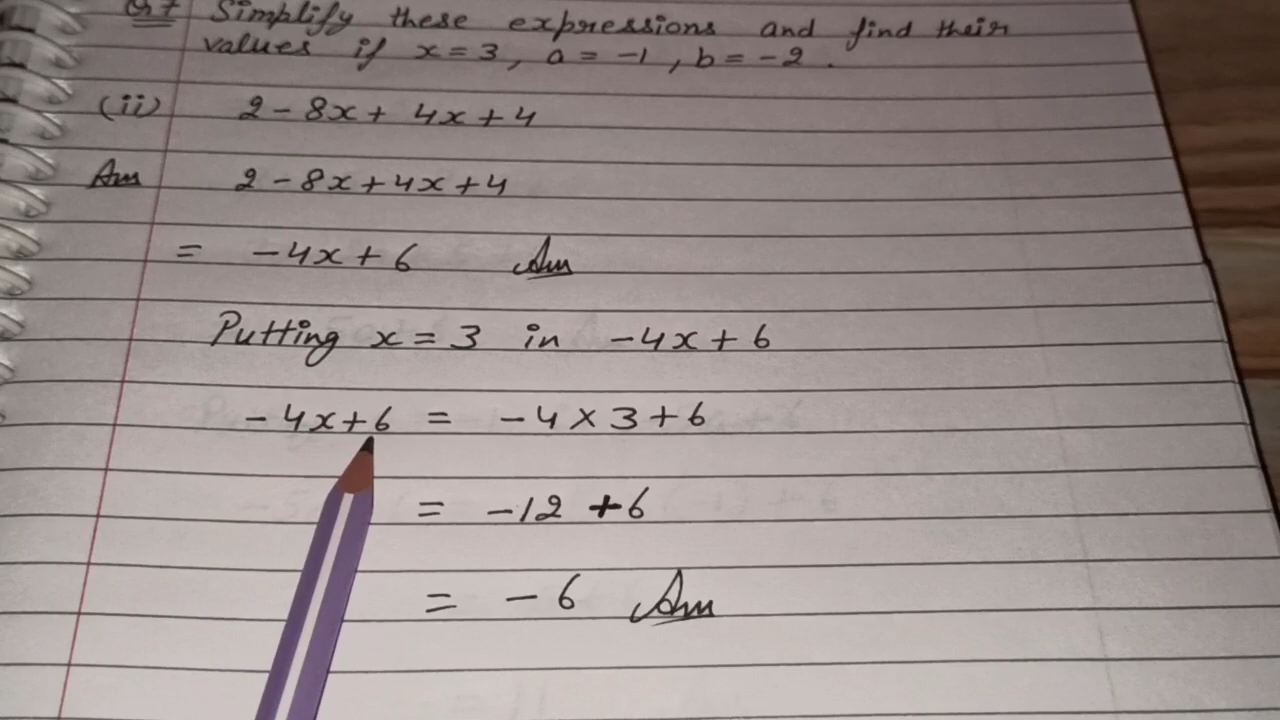 Q.7 Simplify these expressions and find their
values if x = 3, a = -1, b = -2.
(ii) 2 - 8x + 4x + 4
Ans 2 - 8x + 4x + 4
= -4x + 6 Ans
Putting x = 3 in -4x + 6
-4x + 6 = -4 × 3 + 6
= -12 + 6
= -6 Ans